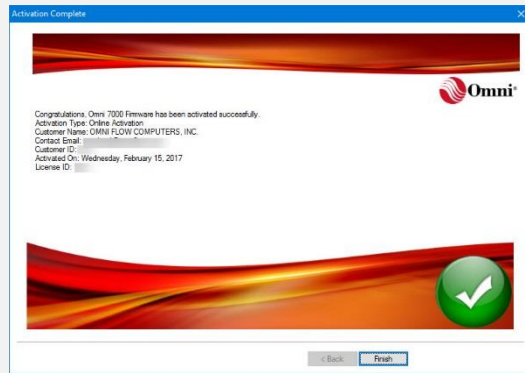 Activation Complete
Omni
Congratulations, Omni 7000 Firmware has been activated successfully.
Activation Type: Online Activation
Customer Name: OMNI FLOW COMPUTERS, INC.
Contact Email:
Customer ID:
Activated On: Wednesday, February 15, 2017
License ID:
< Back Finish